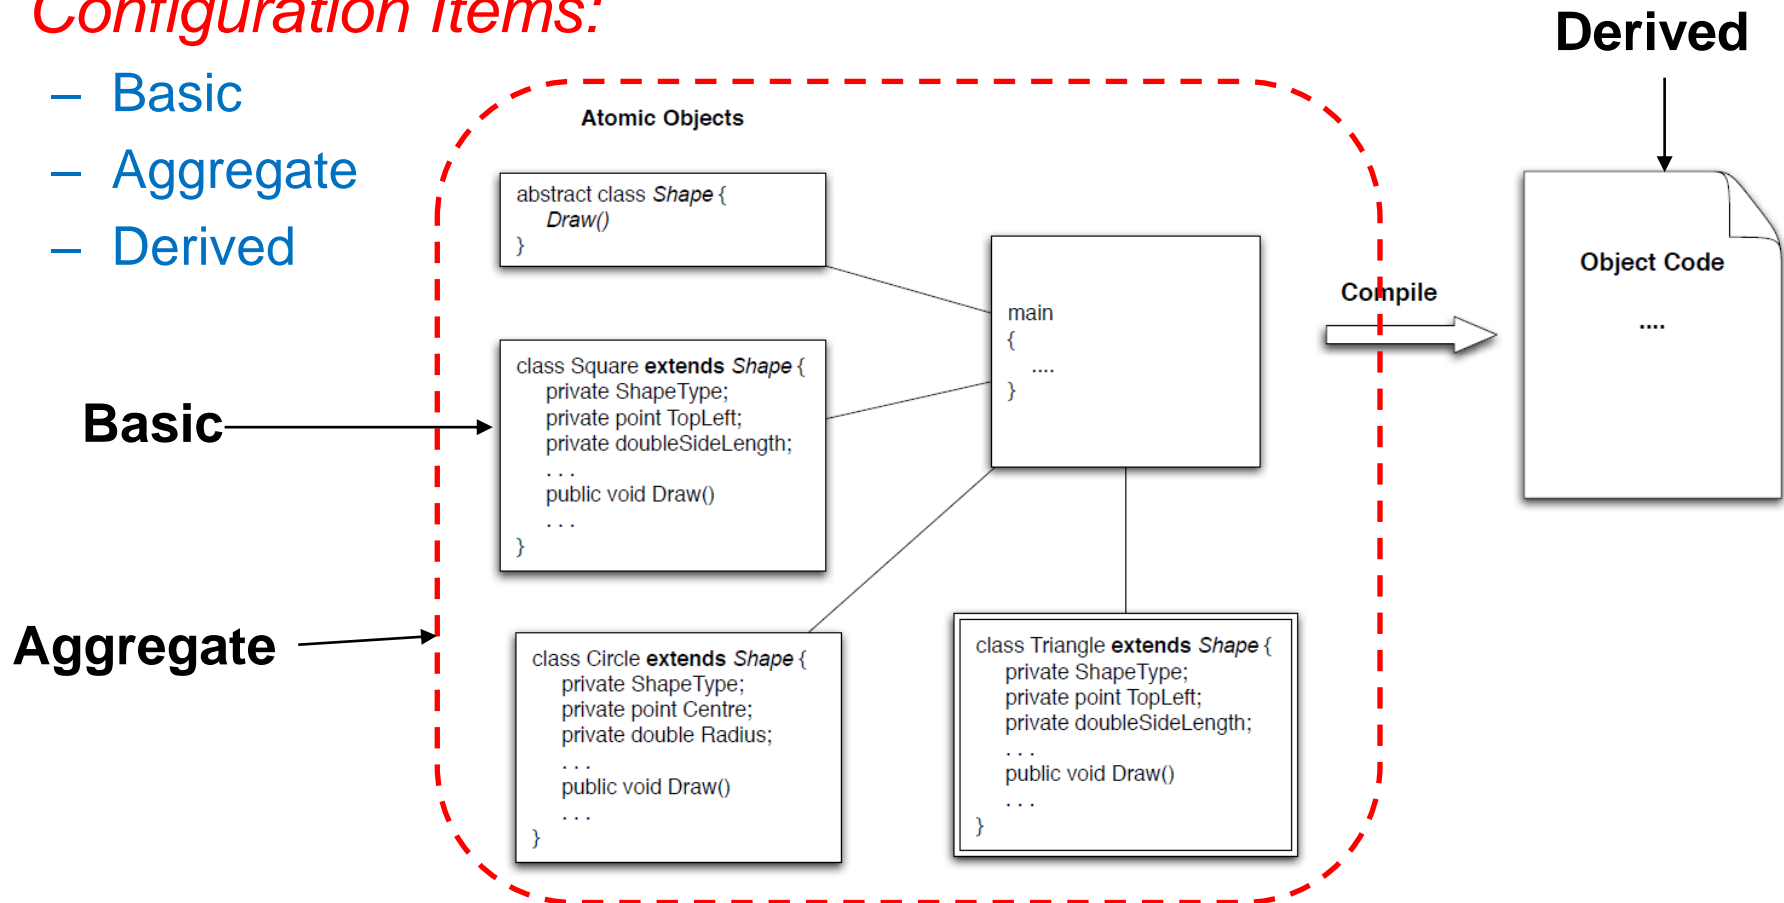 Configuration Items:
– Basic
– Aggregate
– Derived
Derived
Atomic Objects
abstract class Shape {
Draw()
}
main
{
....
}
Compile
Object Code
....
Basic
class Square extends Shape {
private ShapeType;
private point TopLeft;
private doubleSideLength;
. . .
public void Draw()
. . .
}
Aggregate
class Circle extends Shape {
private ShapeType;
private point Centre;
private double Radius;
. . .
public void Draw()
. . .
}
class Triangle extends Shape {
private ShapeType;
private point TopLeft;
private doubleSideLength;
. . .
public void Draw()
. . .
}